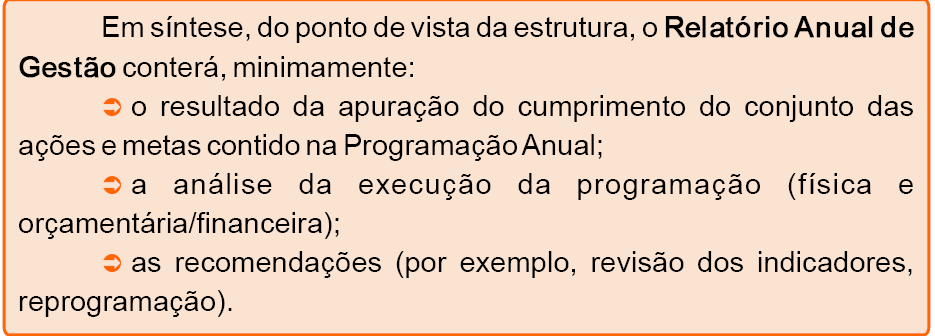 Em síntese, do ponto de vista da estrutura, o Relatório Anual de
Gestão conterá, minimamente:
➲ o resultado da apuração do cumprimento do conjunto das
ações e metas contido na Programação Anual;
➲ a análise da execução da programação (física e
orçamentária/financeira);
➲ as recomendações (por exemplo, revisão dos indicadores,
reprogramação).